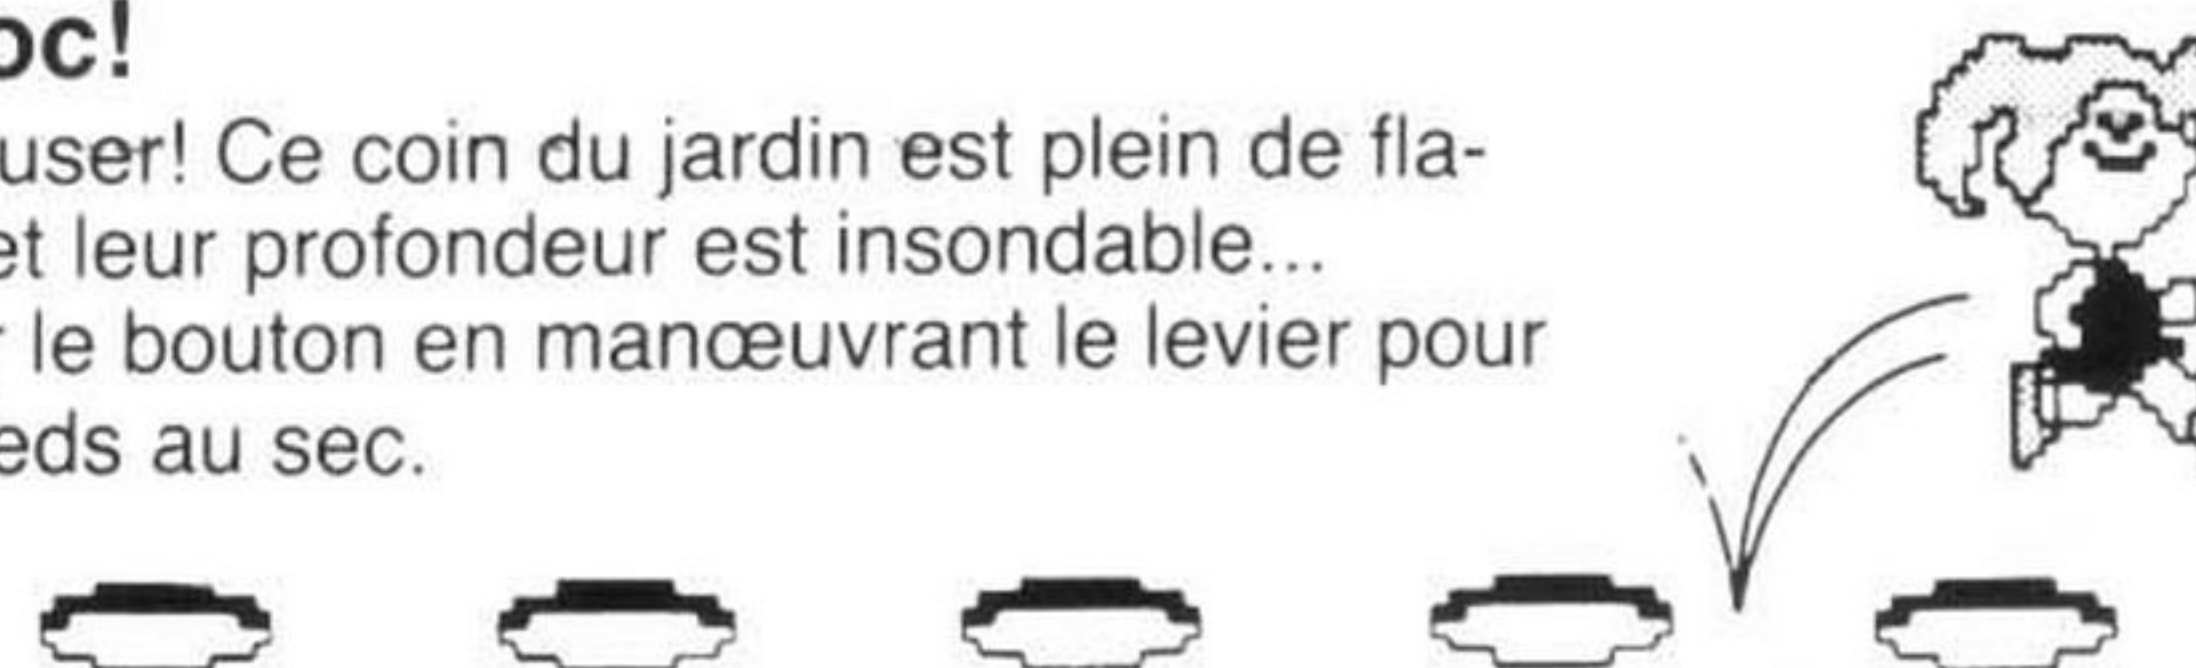 oc!
user! Ce coin du jardin est plein de fla-
et leur profondeur est insondable...
r le bouton en manœuvrant le levier pour
eds au sec.